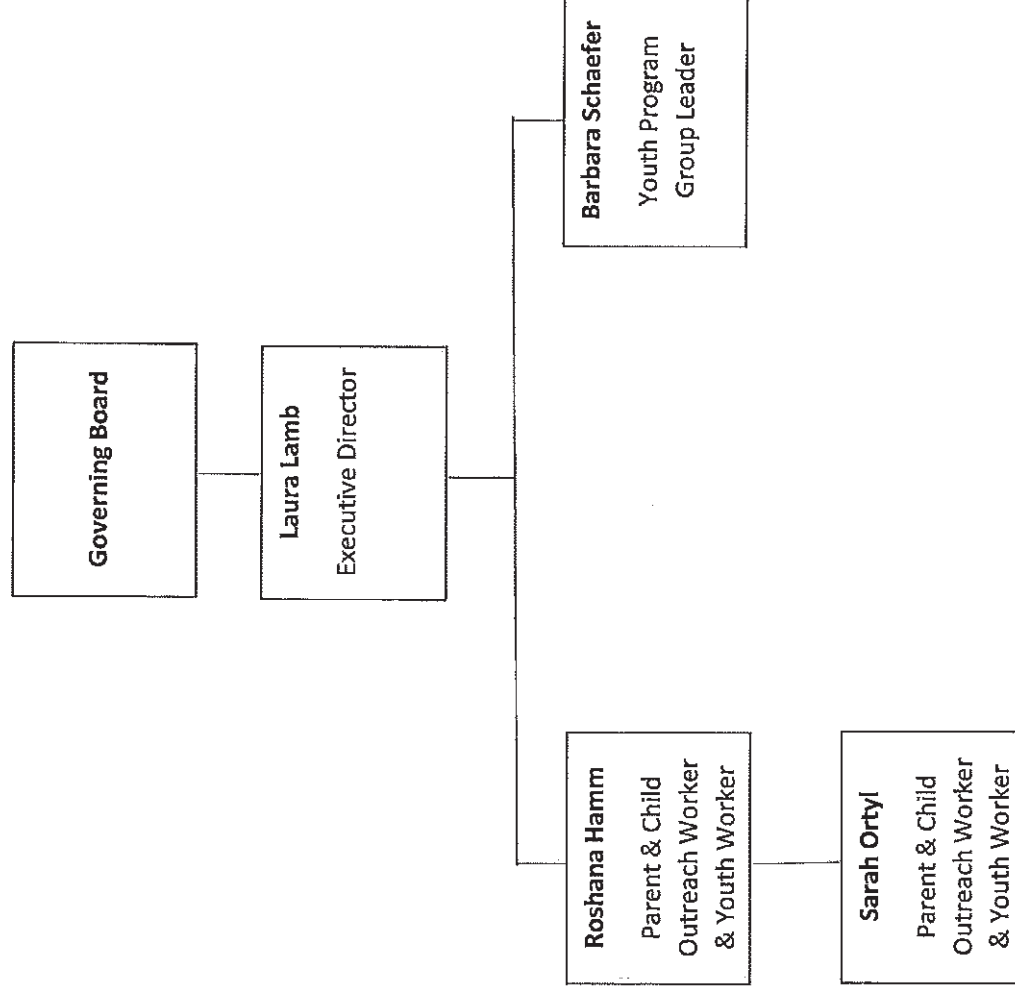 Governing Board
Laura Lamb
Executive Director
Roshana Hamm
Parent & Child
Outreach Worker
& Youth Worker
Barbara Schaefer
Youth Program
Group Leader
Sarah Ortyl
Parent & Child
Outreach Worker
& Youth Worker